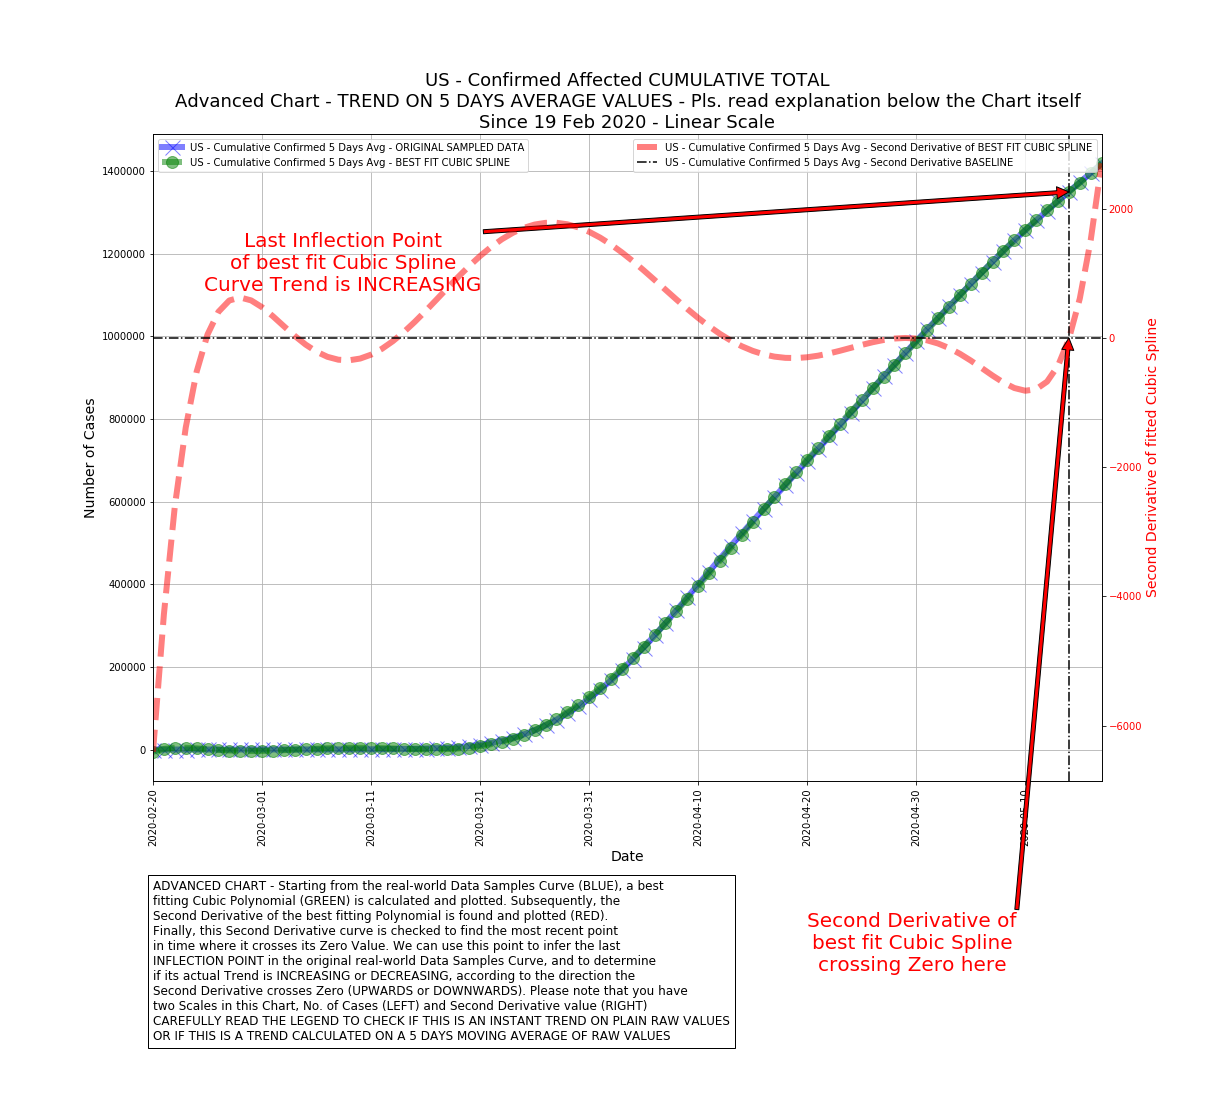 US - Confirmed Affected CUMULATIVE TOTAL
Advanced Chart - TREND ON 5 DAYS AVERAGE VALUES - Pls. read explanation below the Chart itself
Since 19 Feb 2020 - Linear Scale
US - Cumulative Confirmed 5 Days Avg - ORIGINAL SAMPLED DATA
US - Cumulative Confirmed 5 Days Avg - BEST FIT CUBIC SPLINE
US - Cumulative Confirmed 5 Days Avg - Second Derivative of BEST FIT CUBIC SPLINE
US - Cumulative Confirmed 5 Days Avg - Second Derivative BASELINE
Last Inflection Point
of best fit Cubic Spline
Curve Trend is INCREASING
Number of Cases
1400000
1200000
1000000
800000
600000
400000
200000
0
2000
0
−2000
−4000
−6000
Second Derivative of fitted Cubic Spline
2020-02-20
2020-03-01
2020-03-11
2020-03-21
2020-03-31
2020-04-10
2020-04-20
2020-04-30
2020-05-10
Date
ADVANCED CHART - Starting from the real-world Data Samples Curve (BLUE), a best
fitting Cubic Polynomial (GREEN) is calculated and plotted. Subsequently, the
Second Derivative of the best fitting Polynomial is found and plotted (RED).
Finally, this Second Derivative curve is checked to find the most recent point
in time where it crosses its Zero Value. We can use this point to infer the last
INFLECTION POINT in the original real-world Data Samples Curve, and to determine
if its actual Trend is INCREASING or DECREASING, according to the direction the
Second Derivative crosses Zero (UPWARDS or DOWNWARDS). Please note that you have
two Scales in this Chart, No. of Cases (LEFT) and Second Derivative value (RIGHT)
CAREFULLY READ THE LEGEND TO CHECK IF THIS IS AN INSTANT TREND ON PLAIN RAW VALUES
OR IF THIS IS A TREND CALCULATED ON A 5 DAYS MOVING AVERAGE OF RAW VALUES
Second Derivative of
best fit Cubic Spline
crossing Zero here